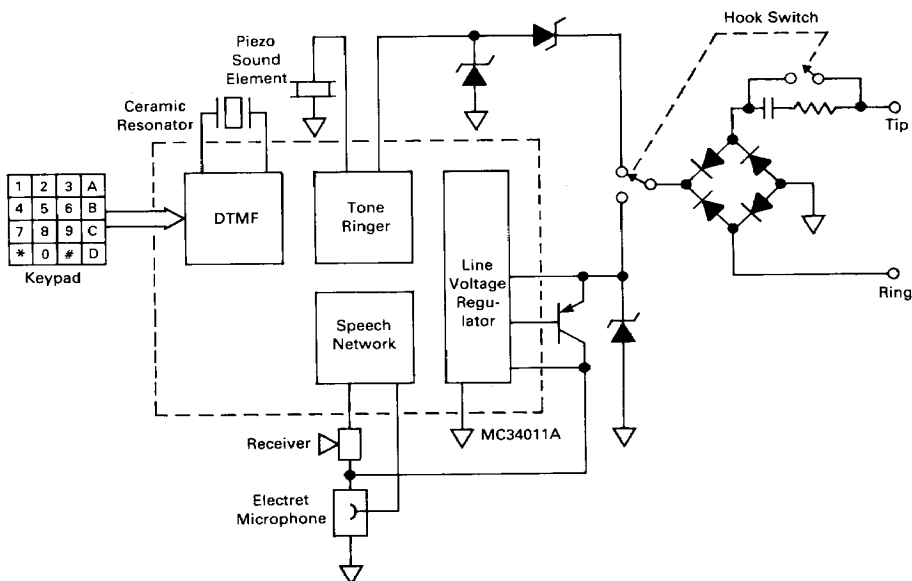 Hook Switch
Piezo
Sound
Element
Ceramic
Resonator
Tip
1 2 3 A
4 5 6 B
7 8 9 C
* 0 # D
Keypad
DTMF
Tone
Ringer
Line
Voltage
Regu-
lator
Speech
Network
Ring
MC34011A
Receiver
Electret
Microphone